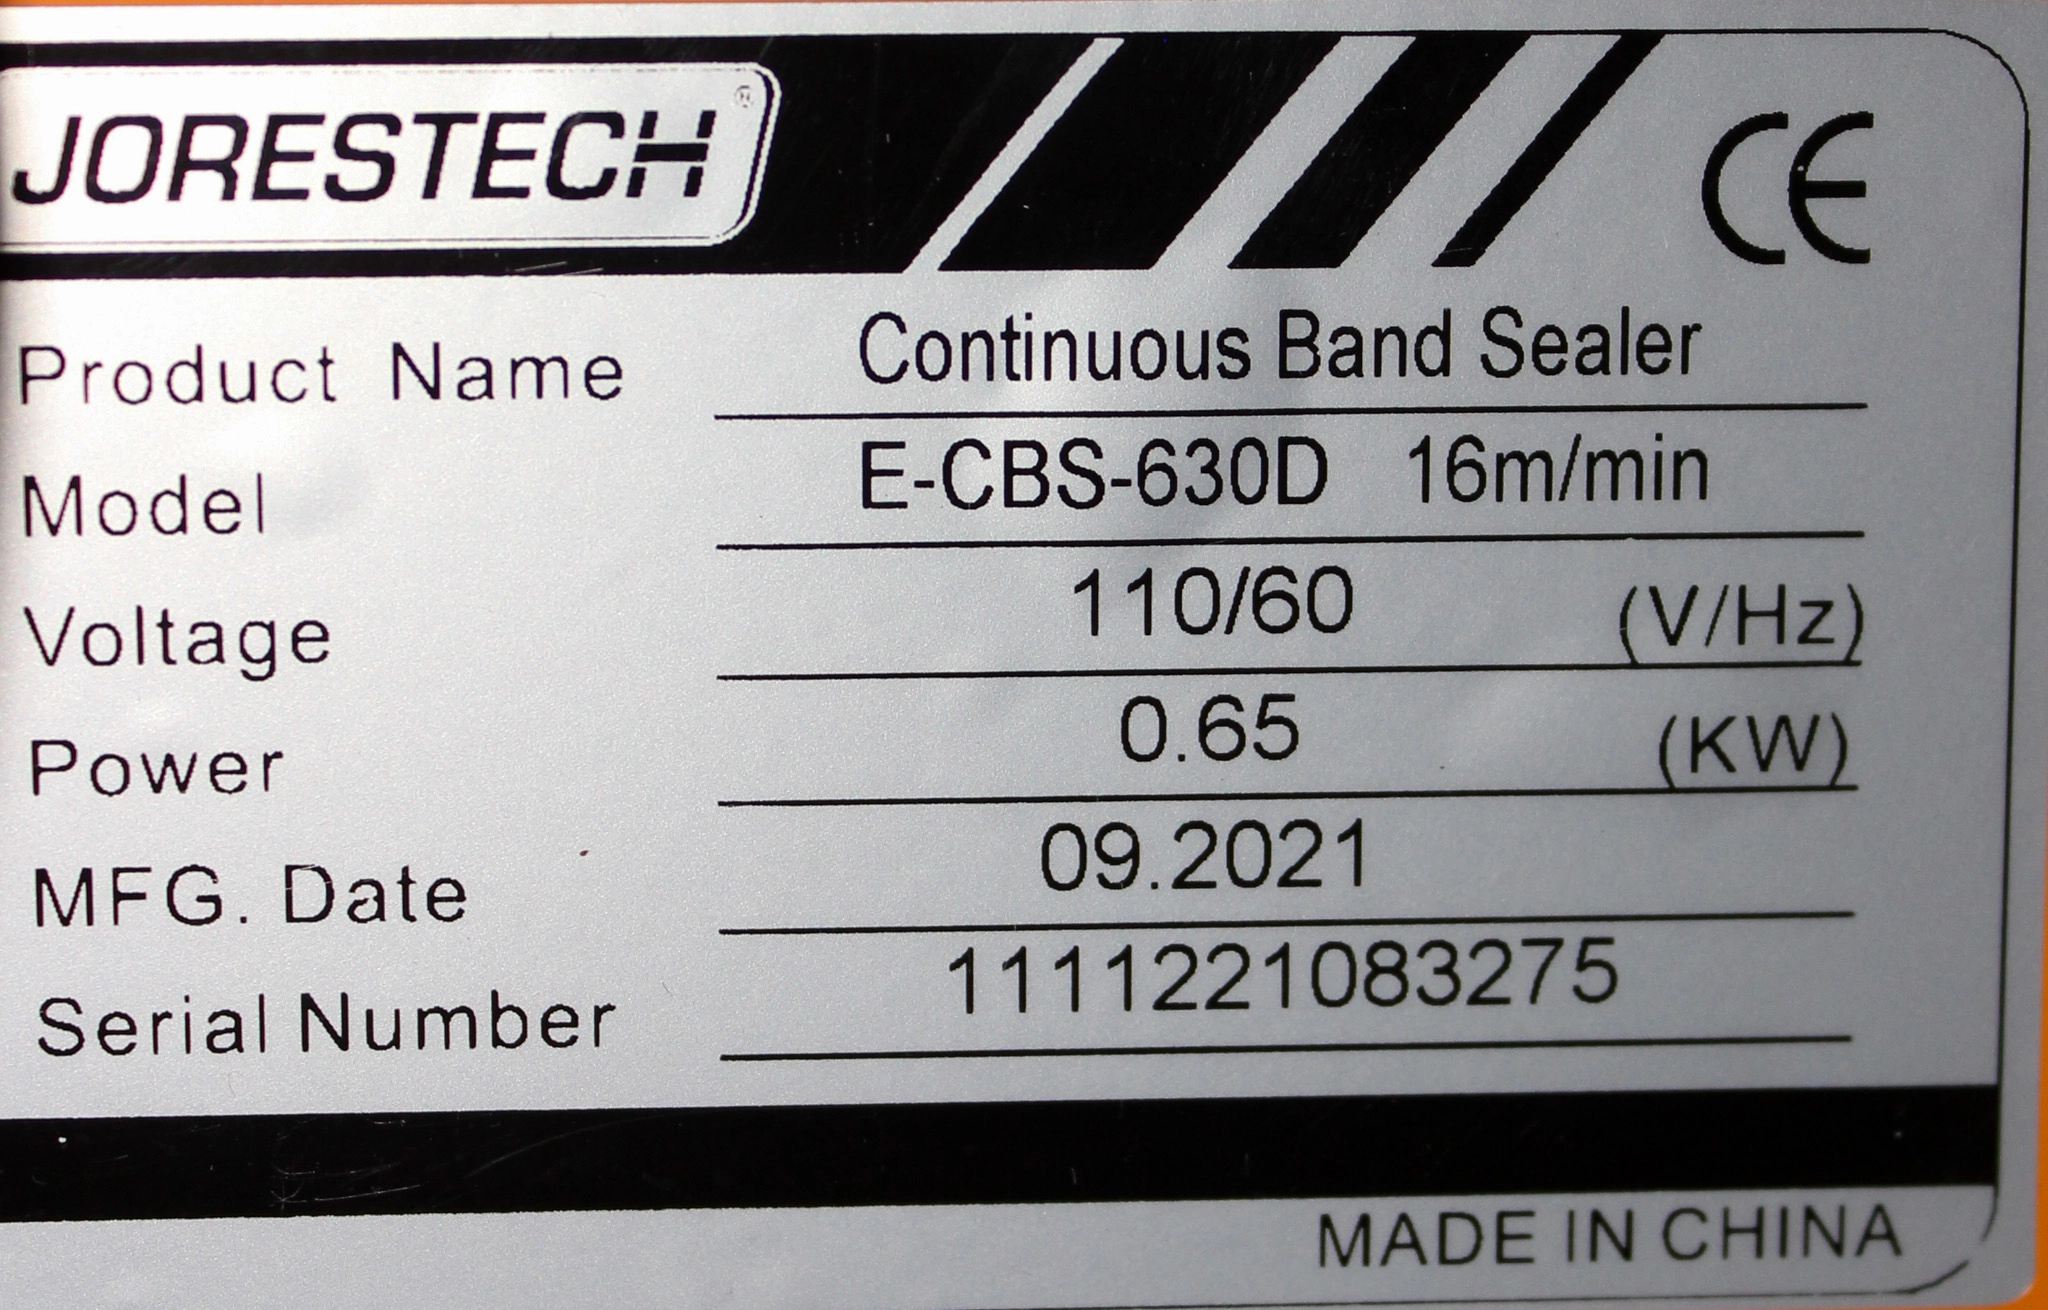 JORESTECH®
CE
Product Name Continuous Band Sealer
Model E-CBS-630D 16m/min
Voltage 110/60 (V/Hz)
Power 0.65 (KW)
MFG. Date 09.2021
Serial Number 1111221083275
MADE IN CHINA